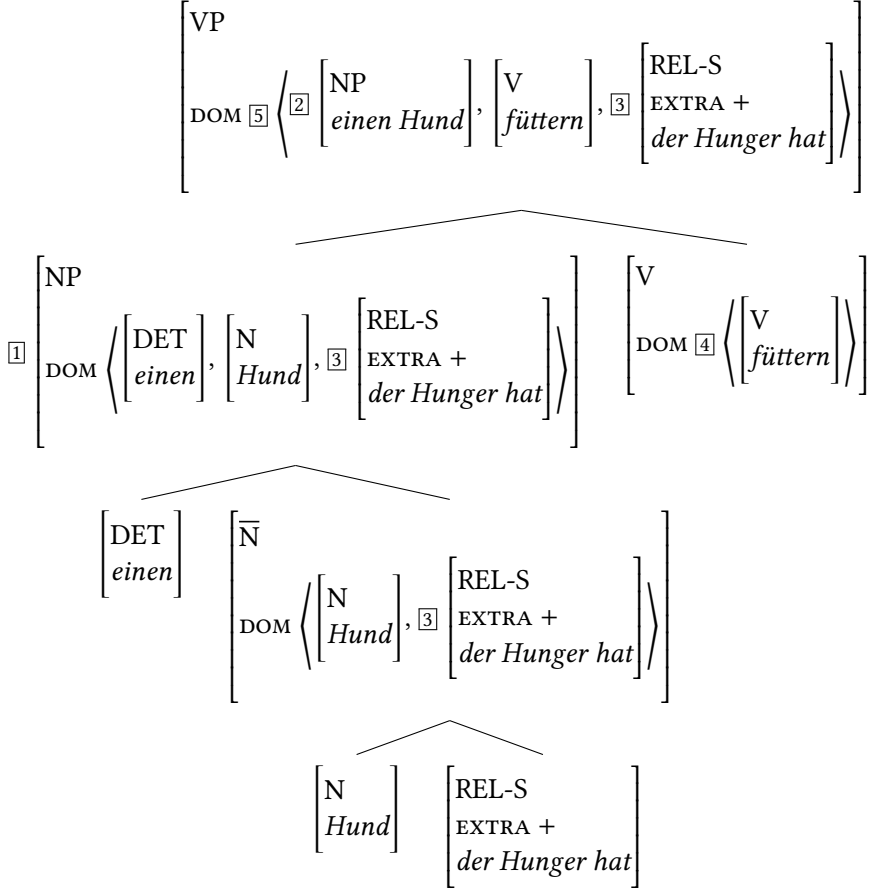 VP
DOM 5 ⟨ 2 [NP einen Hund], [V füttern], 3 [REL-S EXTRA + der Hunger hat] ⟩
1 NP
DOM ⟨ [DET einen], [N Hund], 3 [REL-S EXTRA + der Hunger hat] ⟩
V
DOM 4 ⟨ [V füttern] ⟩
DET
einen
N̅
DOM ⟨ [N Hund], 3 [REL-S EXTRA + der Hunger hat] ⟩
N
Hund
REL-S
EXTRA +
der Hunger hat